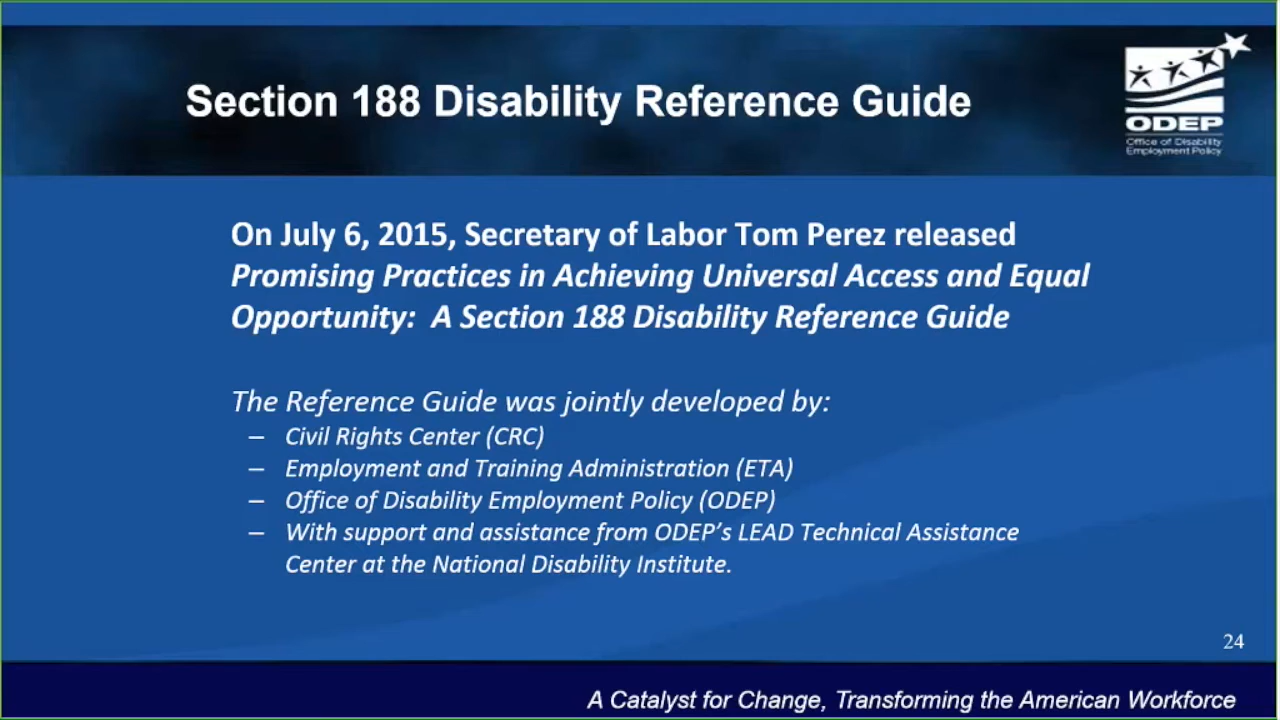 Section 188 Disability Reference Guide
ODEP
Office of Disability
Employment Policy
On July 6, 2015, Secretary of Labor Tom Perez released
Promising Practices in Achieving Universal Access and Equal
Opportunity:  A Section 188 Disability Reference Guide
The Reference Guide was jointly developed by:
– Civil Rights Center (CRC)
– Employment and Training Administration (ETA)
– Office of Disability Employment Policy (ODEP)
– With support and assistance from ODEP’s LEAD Technical Assistance
Center at the National Disability Institute.
24
A Catalyst for Change, Transforming the American Workforce